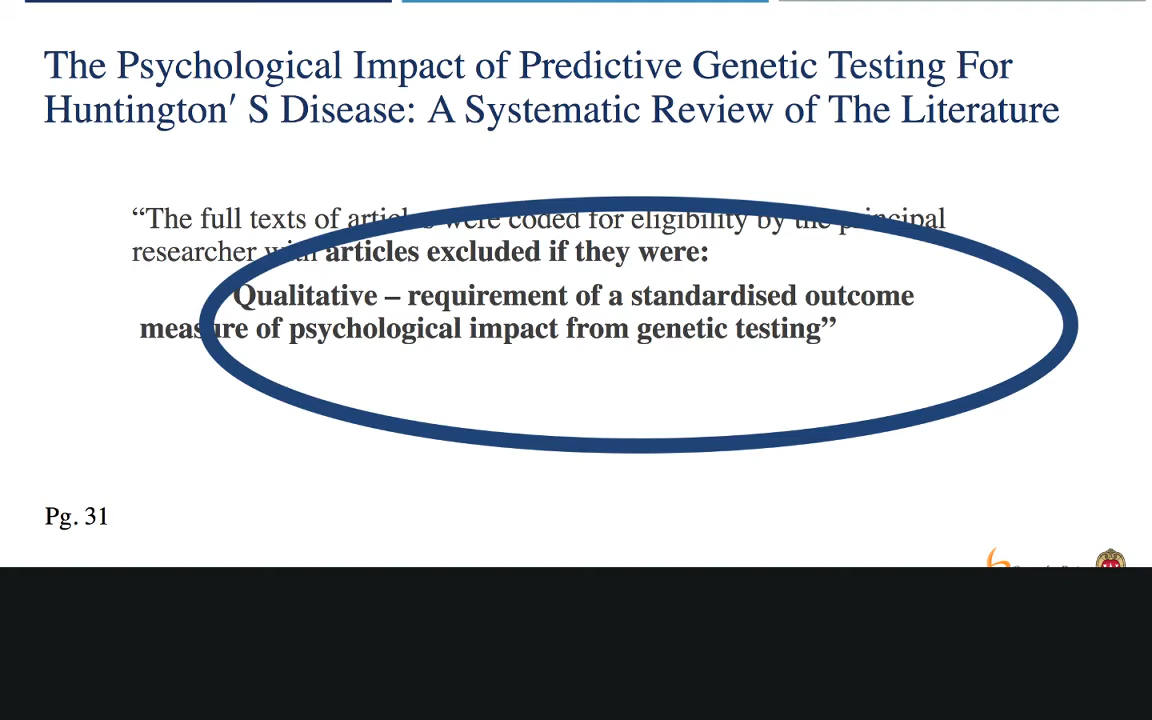 The Psychological Impact of Predictive Genetic Testing For
Huntington′ S Disease: A Systematic Review of The Literature
“The full texts of articles were coded for eligibility by the principal
researcher with articles excluded if they were:
Qualitative – requirement of a standardised outcome
measure of psychological impact from genetic testing”
Pg. 31